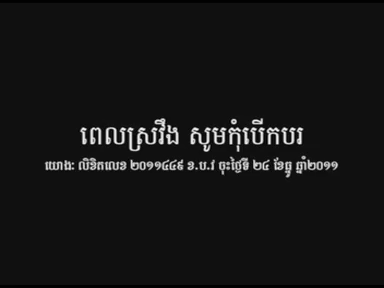 ពេលស្រវឹង សូមកុំបើកបរ
យោង: លិខិតលេខ ២០១១៤៤៩ ខ.ប.វ ចុះថ្ងៃទី ២៤ ខែធ្នូ ឆ្នាំ២០១១